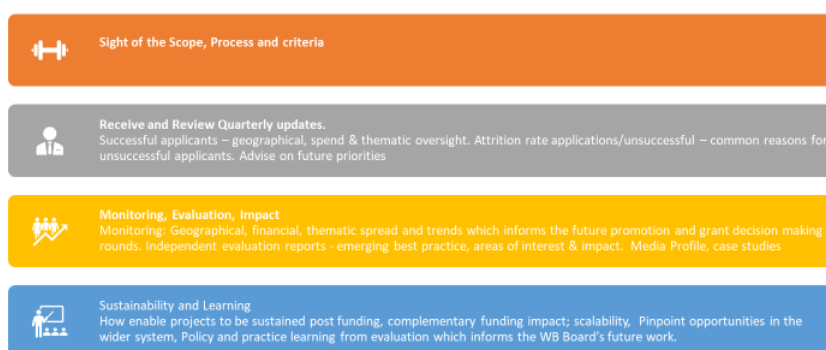 Sight of the Scope, Process and criteria
Receive and Review Quarterly updates.
Successful applicants – geographical, spend & thematic oversight. Attrition rate applications/unsuccessful – common reasons for
unsuccessful applicants. Advise on future priorities
Monitoring, Evaluation, Impact
Monitoring: Geographical, financial, thematic spread and trends which informs the future promotion and grant decision making
rounds. Independent evaluation reports - emerging best practice, areas of interest & impact. Media Profile, case studies
Sustainability and Learning
How enable projects to be sustained post funding, complementary funding impact; scalability, Pinpoint opportunities in the
wider system, Policy and practice learning from evaluation which informs the WB Board's future work.